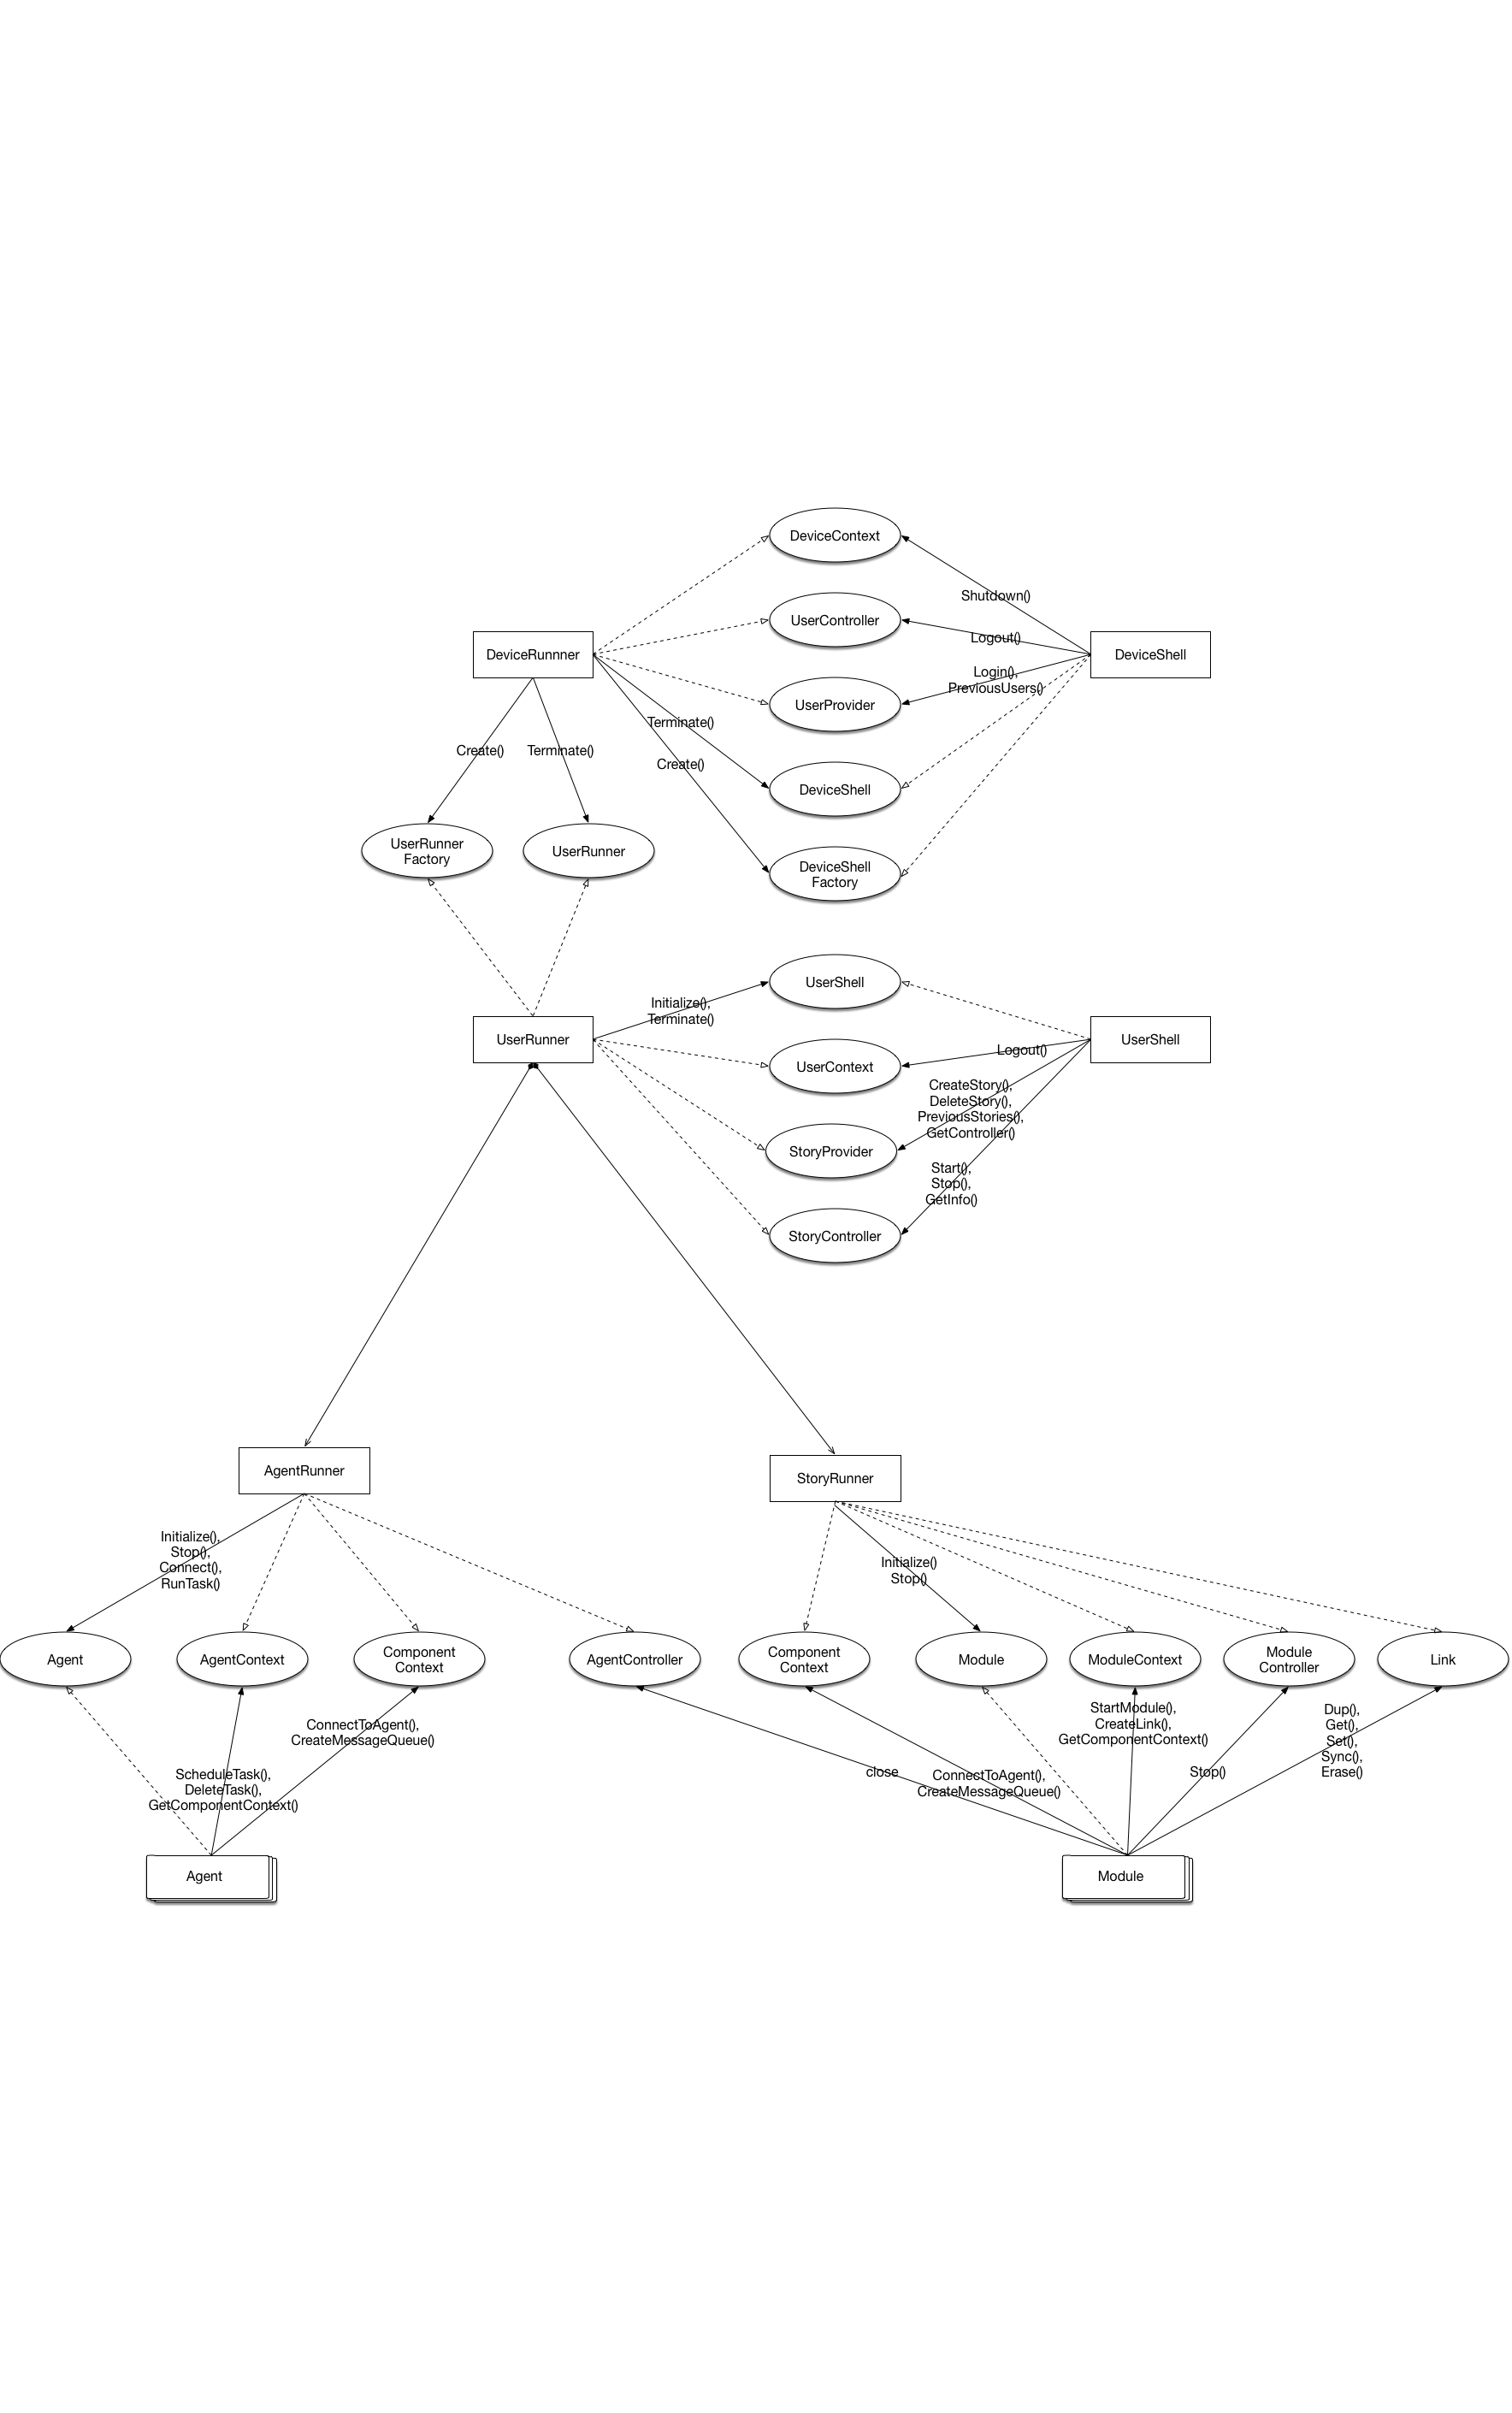 DeviceContext
Shutdown()
UserController
Logout()
DeviceRunnner
DeviceShell
Login(),
PreviousUsers()
UserProvider
Terminate()
Create()
Terminate()
Create()
DeviceShell
UserRunner
Factory
UserRunner
DeviceShell
Factory
UserShell
Initialize(),
Terminate()
UserRunner
UserShell
Logout()
UserContext
CreateStory(),
DeleteStory(),
PreviousStories(),
GetController()
StoryProvider
Start(),
Stop(),
GetInfo()
StoryController
AgentRunner
StoryRunner
Initialize(),
Stop(),
Connect(),
RunTask()
Initialize()
Stop()
Agent
AgentContext
Component
Context
AgentController
Component
Context
Module
ModuleContext
Module
Controller
Link
ConnectToAgent(),
CreateMessageQueue()
StartModule(),
CreateLink(),
GetComponentContext()
Dup(),
Get(),
Set(),
Sync(),
Erase()
ScheduleTask(),
DeleteTask(),
GetComponentContext()
close
ConnectToAgent(),
CreateMessageQueue()
Stop()
Agent
Module